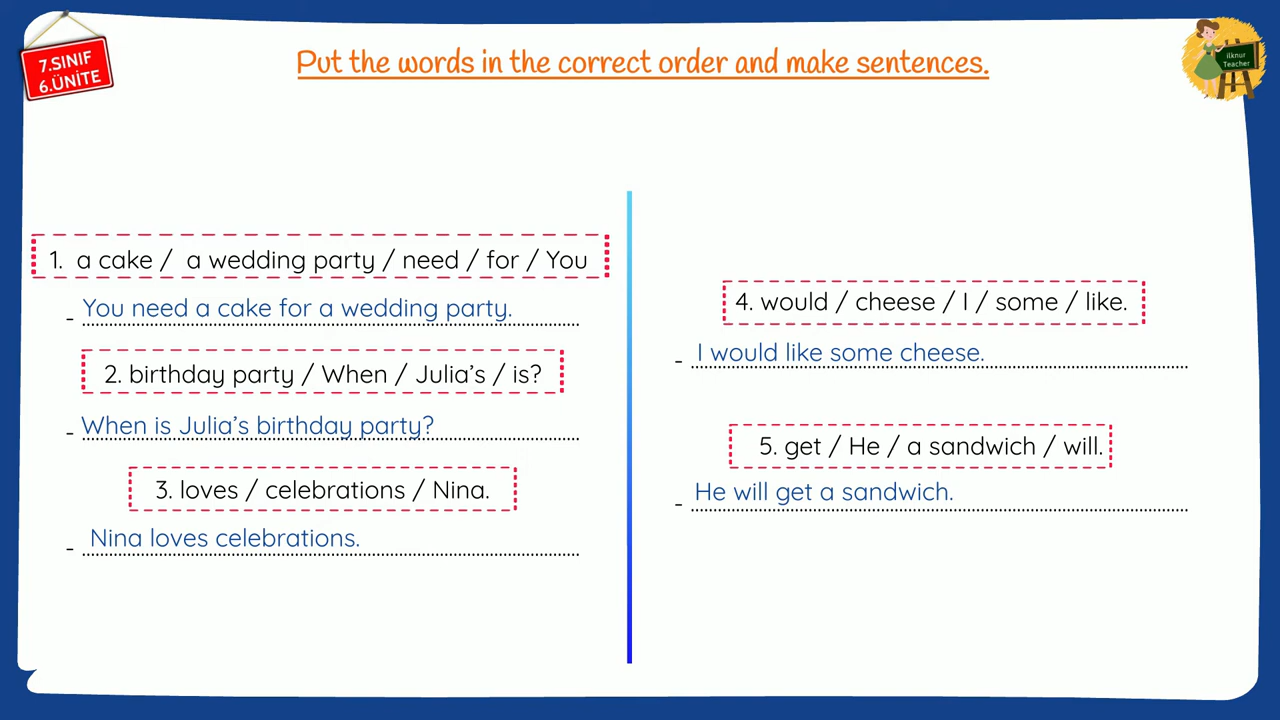 7.SINIF
6.ÜNİTE
Put the words in the correct order and make sentences.
ilknur
Teacher
1. a cake / a wedding party / need / for / You
- You need a cake for a wedding party.
2. birthday party / When / Julia's / is?
- When is Julia's birthday party?
3. loves / celebrations / Nina.
- Nina loves celebrations.
4. would / cheese / I / some / like.
- I would like some cheese.
5. get / He / a sandwich / will.
- He will get a sandwich.